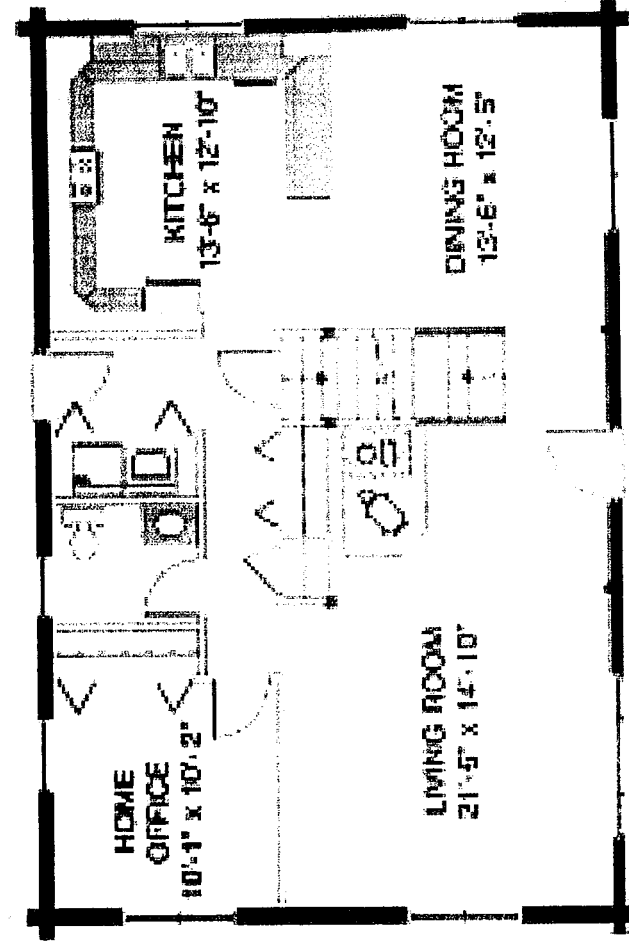 KITCHEN
13'-6" x 12'-10"
DINING ROOM
13'-6" x 12'-5"
LIVING ROOM
21'-5" x 14'-10"
HOME
OFFICE
10'-1" x 10'-2"